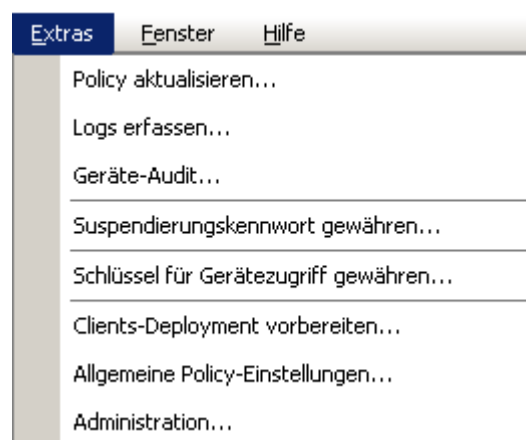 Extras Fenster Hilfe
Policy aktualisieren...
Logs erfassen...
Geräte-Audit...
Suspendierungskennwort gewähren...
Schlüssel für Gerätezugriff gewähren...
Clients-Deployment vorbereiten...
Allgemeine Policy-Einstellungen...
Administration...